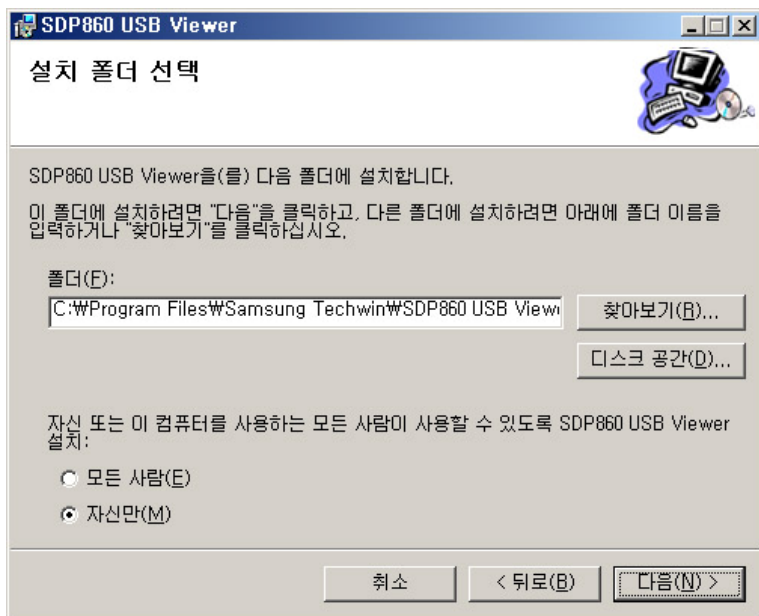 SDP860 USB Viewer
설치 폴더 선택
SDP860 USB Viewer을(를) 다음 폴더에 설치합니다.
이 폴더에 설치하려면 "다음"을 클릭하고, 다른 폴더에 설치하려면 아래에 폴더 이름을
입력하거나 "찾아보기"를 클릭하십시오.
폴더(F):
C:₩Program Files₩Samsung Techwin₩SDP860 USB View
찾아보기(R)...
디스크 공간(D)...
자신 또는 이 컴퓨터를 사용하는 모든 사람이 사용할 수 있도록 SDP860 USB Viewer
설치:
모든 사람(E)
자신만(M)
취소
< 뒤로(B)
다음(N) >